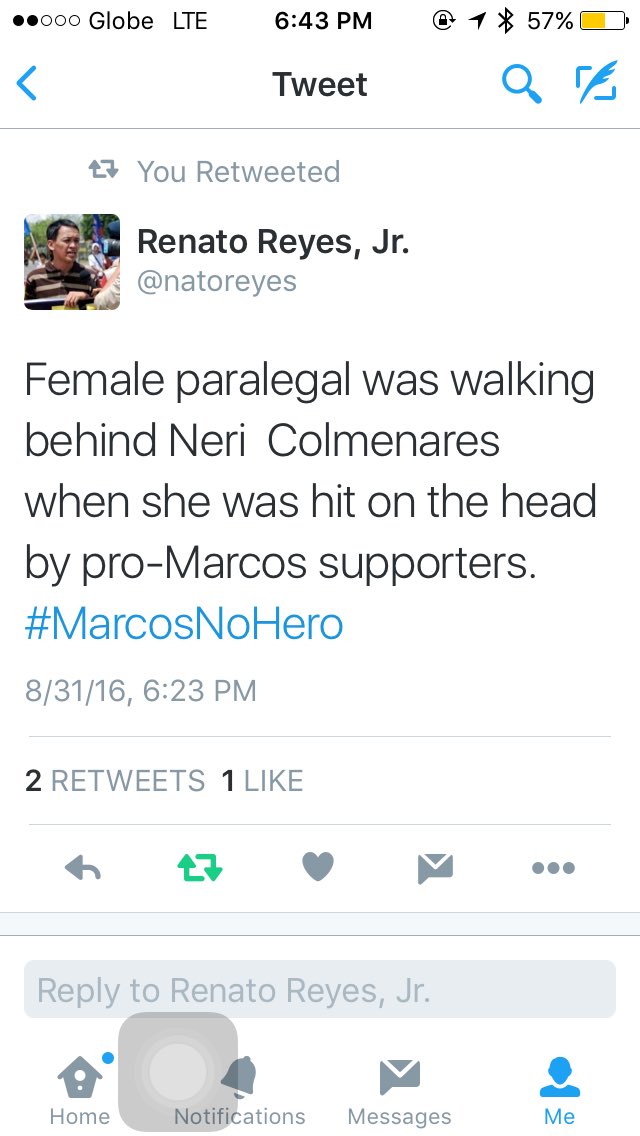 Globe LTE 6:43 PM 57%
Tweet
You Retweeted
Renato Reyes, Jr.
@natoreyes
Female paralegal was walking
behind Neri  Colmenares
when she was hit on the head
by pro-Marcos supporters.
#MarcosNoHero
8/31/16, 6:23 PM
2 RETWEETS 1 LIKE
Reply to Renato Reyes, Jr.
Home Notifications Messages Me